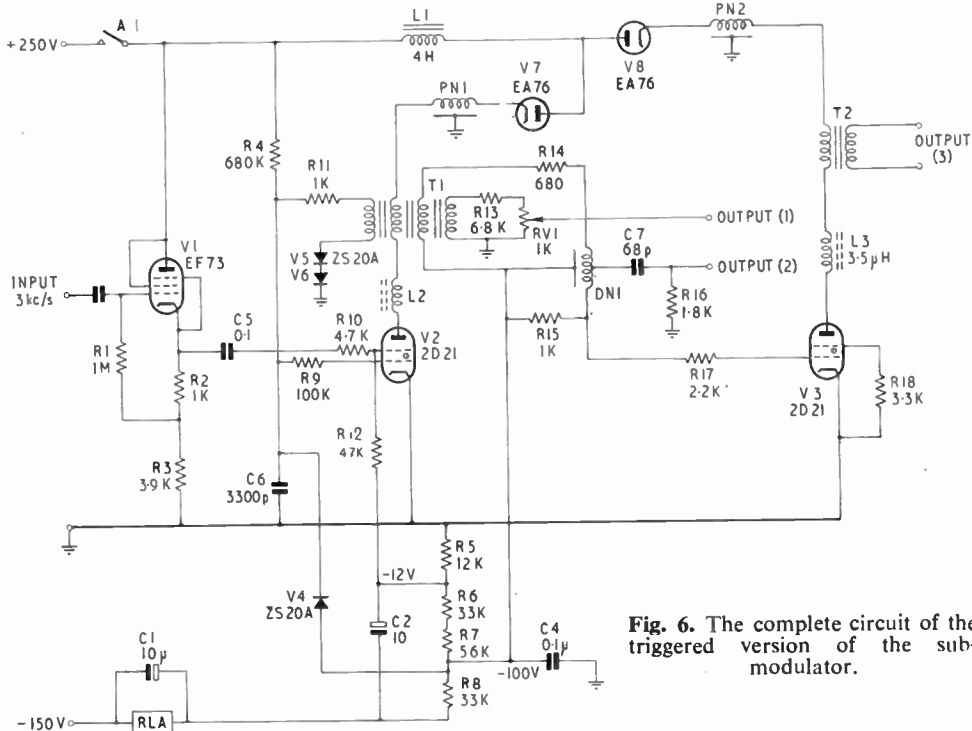 A 1
+250V
L1
4H
V8
EA76
PN2
V7
EA76
PN1
R4
680K
R11
1K
T1
R14
680
T2
OUTPUT
(3)
R13
6.8K
RV1
1K
OUTPUT (1)
V1
EF73
INPUT
3kc/s
V5
ZS20A
V6
L2
C7
68p
OUTPUT (2)
DN1
R16
1.8K
L3
3.5μH
R1
1M
R2
1K
C5
0.1
R10
4.7K
V2
2D21
R9
100K
R15
1K
R17
2.2K
V3
2D21
R18
3.3K
R3
3.9K
C6
3300p
R12
47K
R5
12K
-12V
V4
ZS20A
C2
10
R6
33K
R7
56K
C4
0.1μ
-100V
R8
33K
C1
10μ
-150V
RLA
Fig. 6. The complete circuit of the
triggered version of the sub-
modulator.